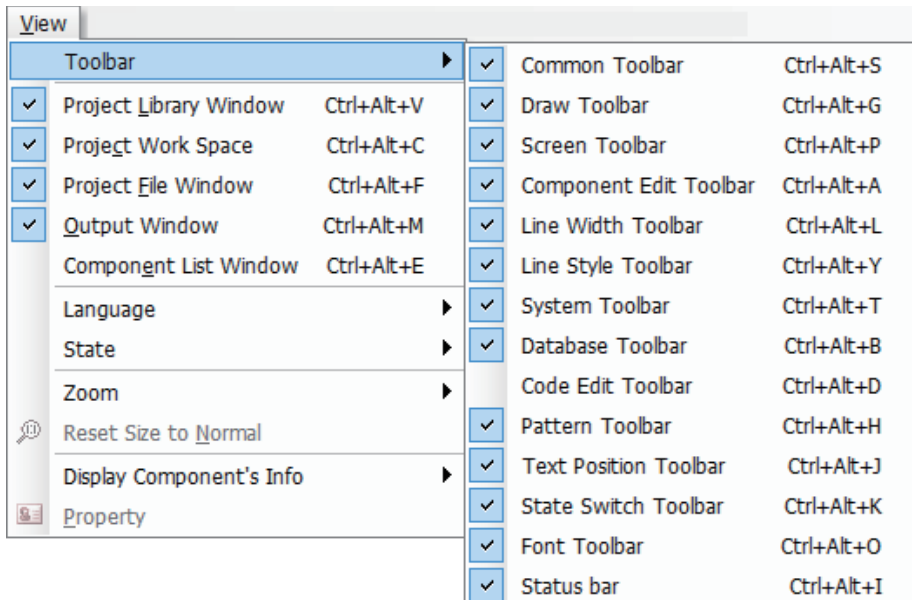 View
Toolbar
Project Library Window Ctrl+Alt+V
Project Work Space Ctrl+Alt+C
Project File Window Ctrl+Alt+F
Output Window Ctrl+Alt+M
Component List Window Ctrl+Alt+E
Language
State
Zoom
Reset Size to Normal
Display Component's Info
Property
Common Toolbar Ctrl+Alt+S
Draw Toolbar Ctrl+Alt+G
Screen Toolbar Ctrl+Alt+P
Component Edit Toolbar Ctrl+Alt+A
Line Width Toolbar Ctrl+Alt+L
Line Style Toolbar Ctrl+Alt+Y
System Toolbar Ctrl+Alt+T
Database Toolbar Ctrl+Alt+B
Code Edit Toolbar Ctrl+Alt+D
Pattern Toolbar Ctrl+Alt+H
Text Position Toolbar Ctrl+Alt+J
State Switch Toolbar Ctrl+Alt+K
Font Toolbar Ctrl+Alt+O
Status bar Ctrl+Alt+I